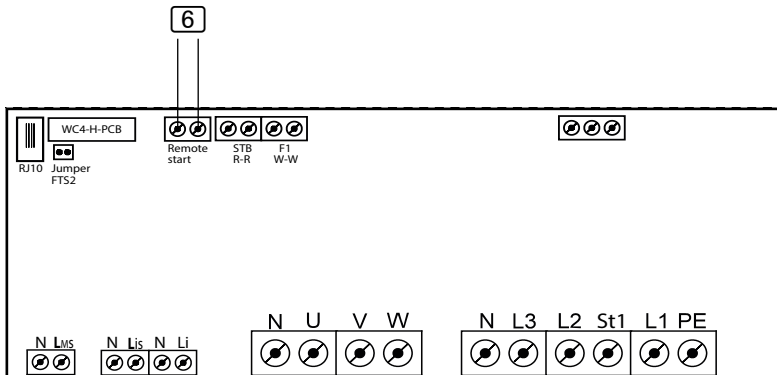 6
WC4-H-PCB
RJ10
Jumper
FTS2
Remote
start
STB
R-R
F1
W-W
N LMS
N Lis N Li
N U V W
N L3 L2 St1 L1 PE